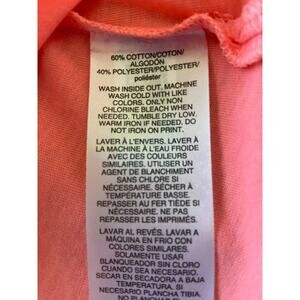 60% COTTON/COTON/
ALGODÓN
40% POLYESTER/POLYESTER/
poliéster
WASH INSIDE OUT. MACHINE
WASH COLD WITH LIKE
COLORS. ONLY NON
CHLORINE BLEACH WHEN
NEEDED. TUMBLE DRY LOW.
WARM IRON IF NEEDED. DO
NOT IRON ON PRINT.
LAVER À L'ENVERS. LAVER À
LA MACHINE À L'EAU FROIDE
AVEC DES COULEURS
SIMILAIRES. UTILISER UN
AGENT DE BLANCHIMENT
SANS CHLORE SI
NÉCESSAIRE. SÉCHER À
TEMPÉRATURE BASSE.
REPASSER AU FER TIÈDE SI
NÉCESSAIRE. NE PAS
REPASSER LES IMPRIMÉS.
LAVAR AL REVÉS. LAVAR A
MÁQUINA EN FRIO CON
COLORES SIMILARES.
SOLAMENTE USAR
BLANQUEADOR SIN CLORO
CUANDO SEA NECESARIO.
SECAR EN SECADORA A BAJA
TEMPERATURA. SI
NECESARIO PLANCHA TIBIA.
NO PLANCHAR